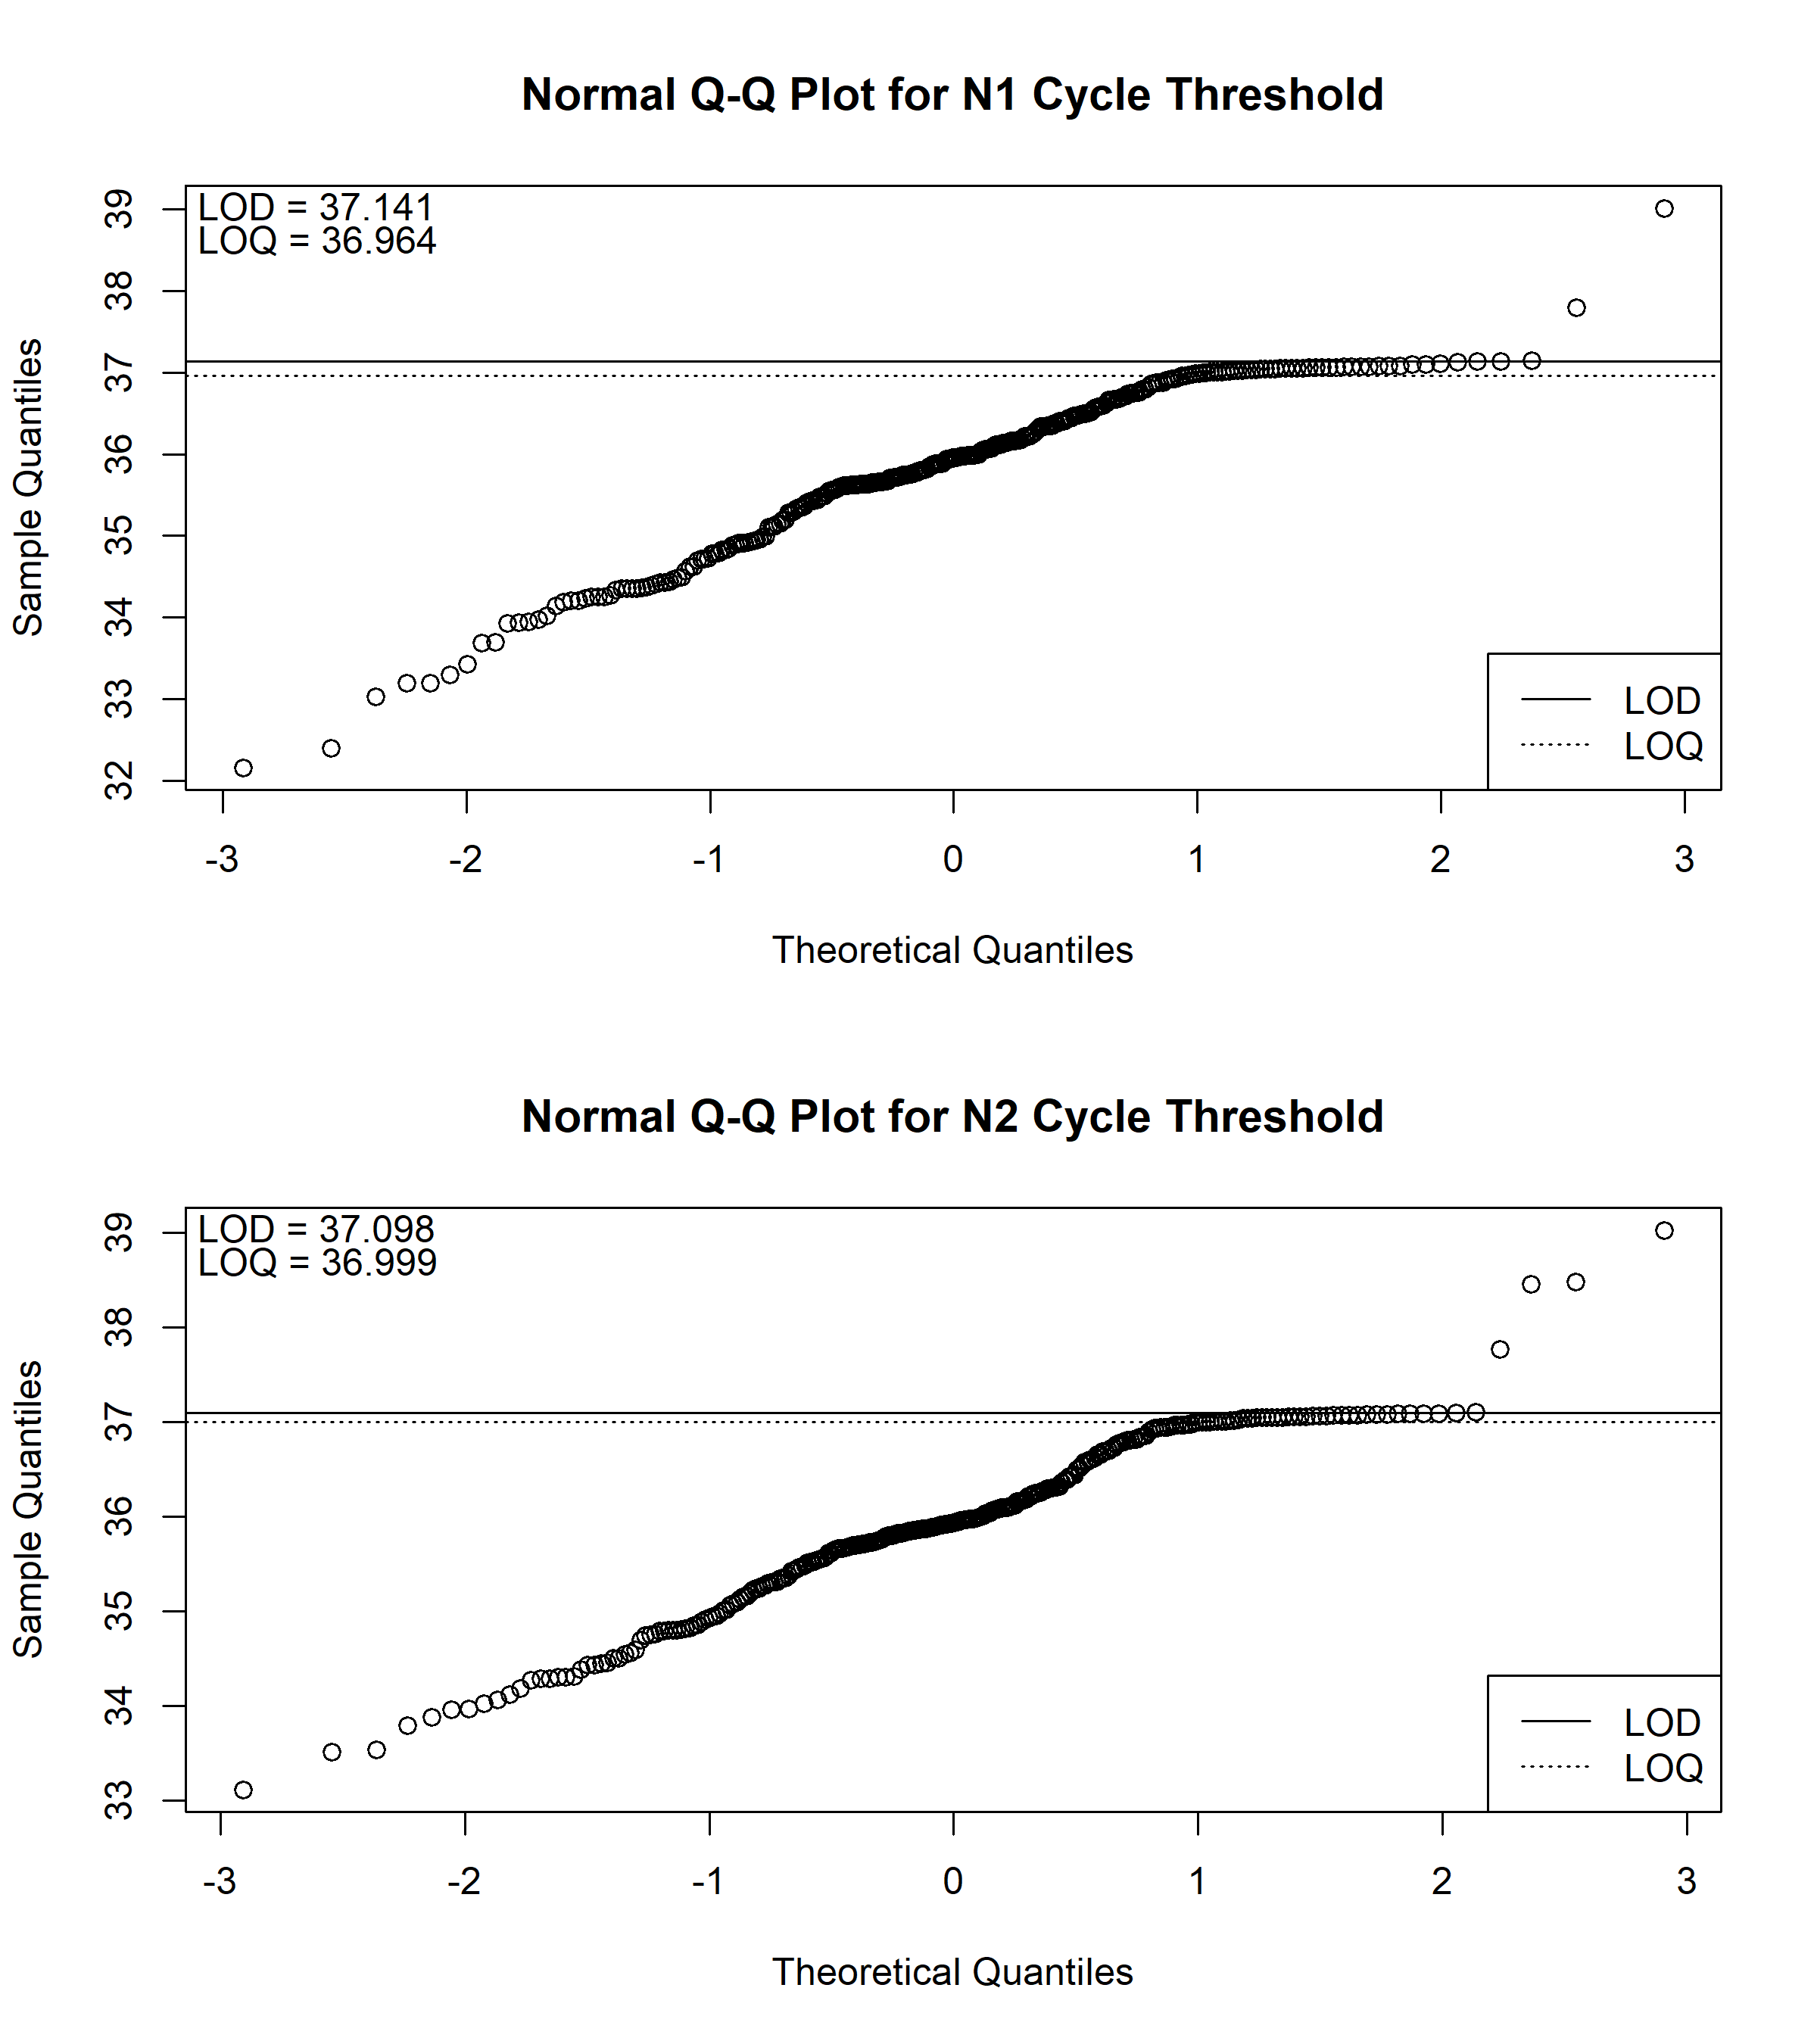 Normal Q-Q Plot for N1 Cycle Threshold
LOD = 37.141
LOQ = 36.964
39
38
37
36
35
34
33
32
Sample Quantiles
LOD
LOQ
-3 -2 -1 0 1 2 3
Theoretical Quantiles
Normal Q-Q Plot for N2 Cycle Threshold
LOD = 37.098
LOQ = 36.999
39
38
37
36
35
34
33
Sample Quantiles
LOD
LOQ
-3 -2 -1 0 1 2 3
Theoretical Quantiles